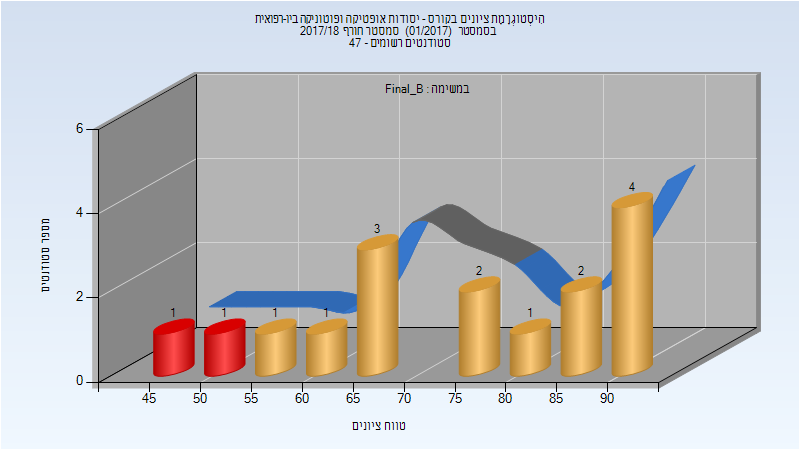 היסטוגרמת ציונים בקורס - יסודות אופטיקה ופוטוניקה ביו-רפואית
בסמסטר (01/2017) סמסטר חורף 2017/18
סטודנטים רשומים - 47
במשימה : Final_B
מספר סטודנטים
6
4
2
0
1
1
1
1
3
2
1
2
4
45 50 55 60 65 70 75 80 85 90
טווח ציונים